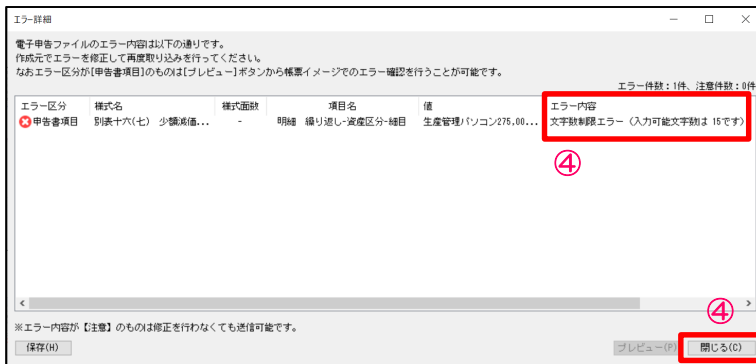 エラー詳細
電子申告ファイルのエラー内容は以下の通りです。
作成元でエラーを修正して再度取り込みを行ってください。
なおエラー区分が[申告書項目]のものは[プレビュー]ボタンから帳票イメージでのエラー確認を行うことが可能です。
エラー件数：1件、注意件数：0件
エラー区分 様式名 様式面数 項目名 値 エラー内容
申告書項目 別表十六(七) 少額減価... - 明細 繰り返し-資産区分-細目 生産管理パソコン275,00... 文字数制限エラー（入力可能文字数は 15です）
④
④
※エラー内容が【注意】のものは修正を行わなくても送信可能です。
保存(H) プレビュー(P) 閉じる(C)